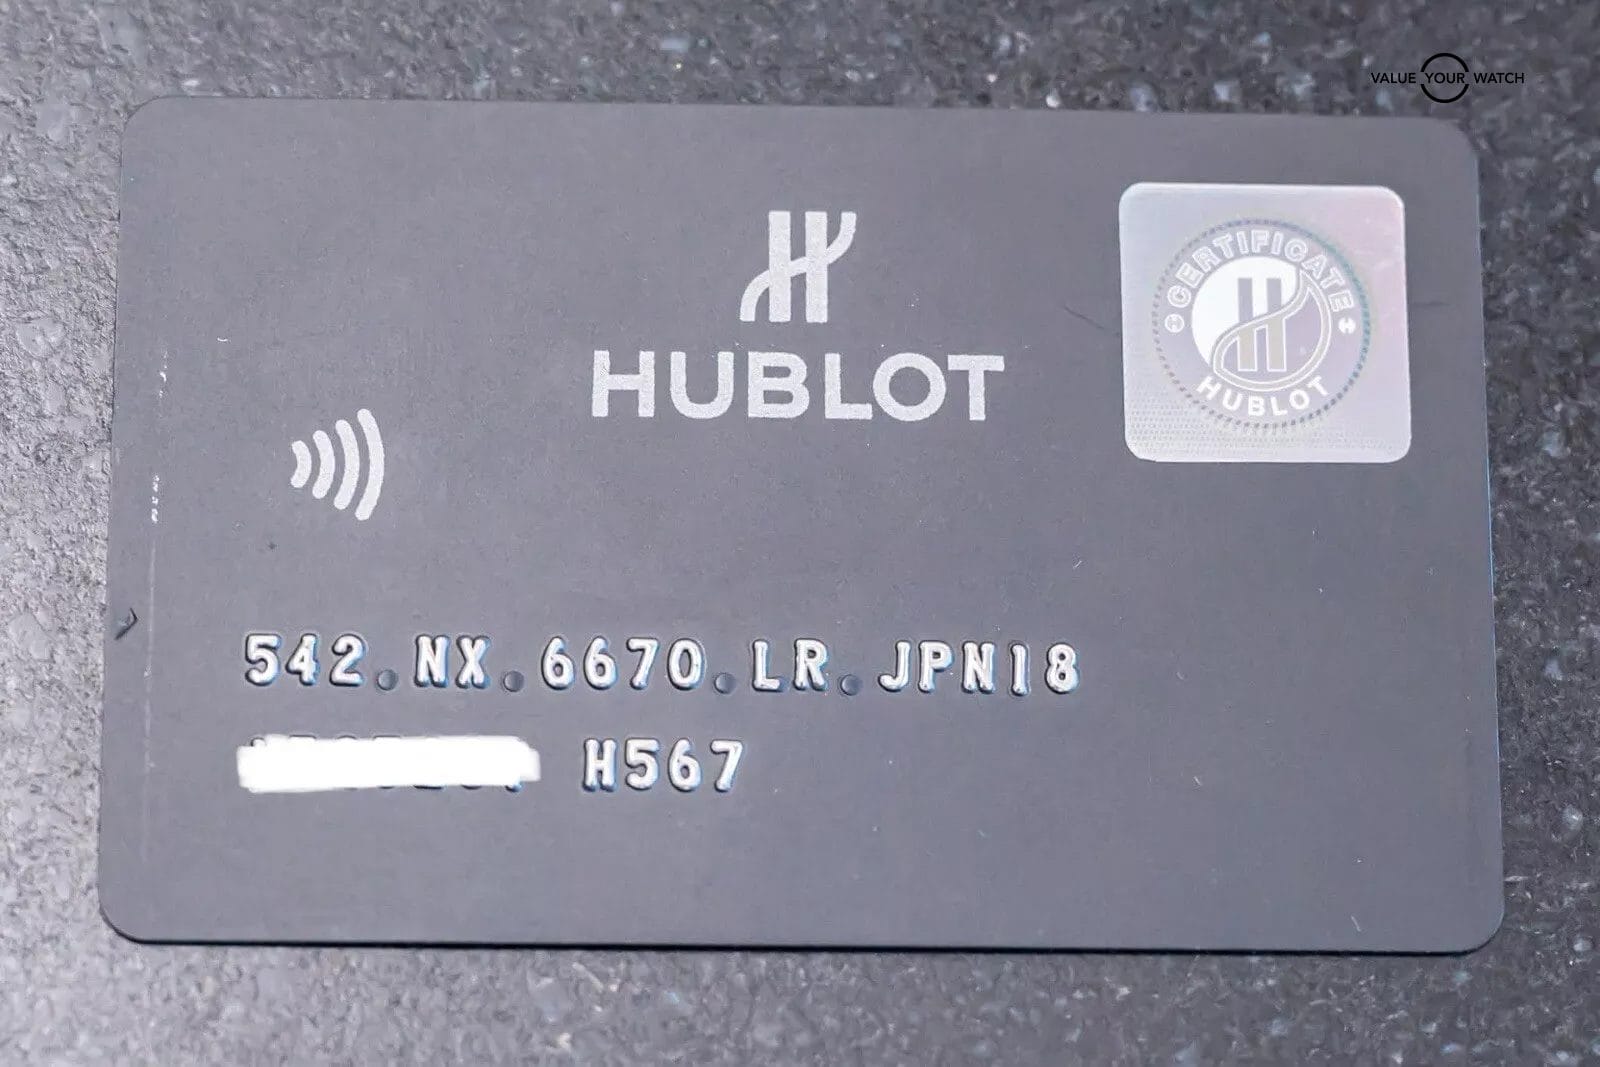 VALUE YOUR WATCH
HUBLOT
CERTIFICATE
HUBLOT
542.NX.6670.LR.JPN18
H567